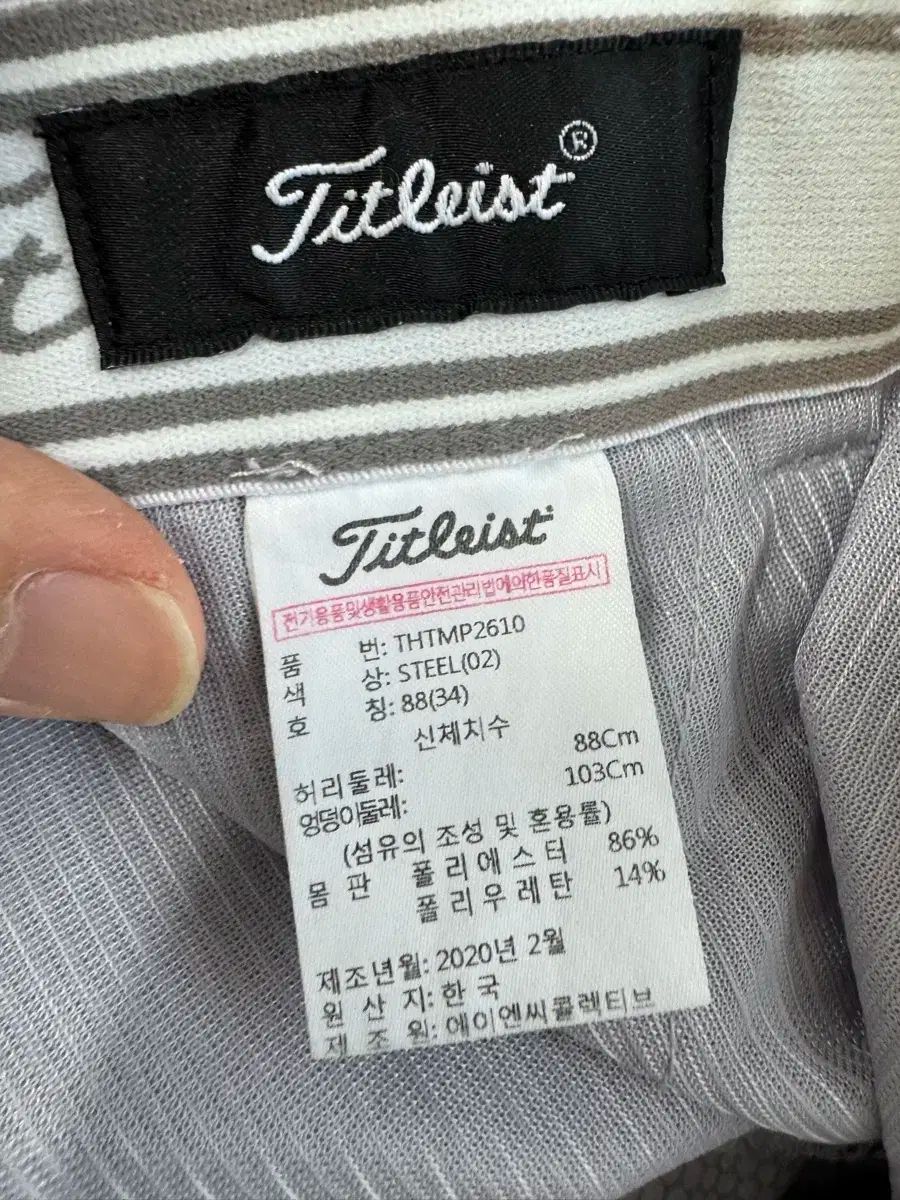 Titleist®
t
Titleist
전기용품및생활용품안전관리법에의한품질표시
품 번: THTMP2610
색 상: STEEL(02)
호 칭: 88(34)
신체치수
허리둘레: 88Cm
엉덩이둘레: 103Cm
(섬유의 조성 및 혼용률)
몸 판 폴리에스터 86%
폴리우레탄 14%
제조년월: 2020년 2월
원 산 지: 한 국
제 조 원: 에이엔씨콜렉티브